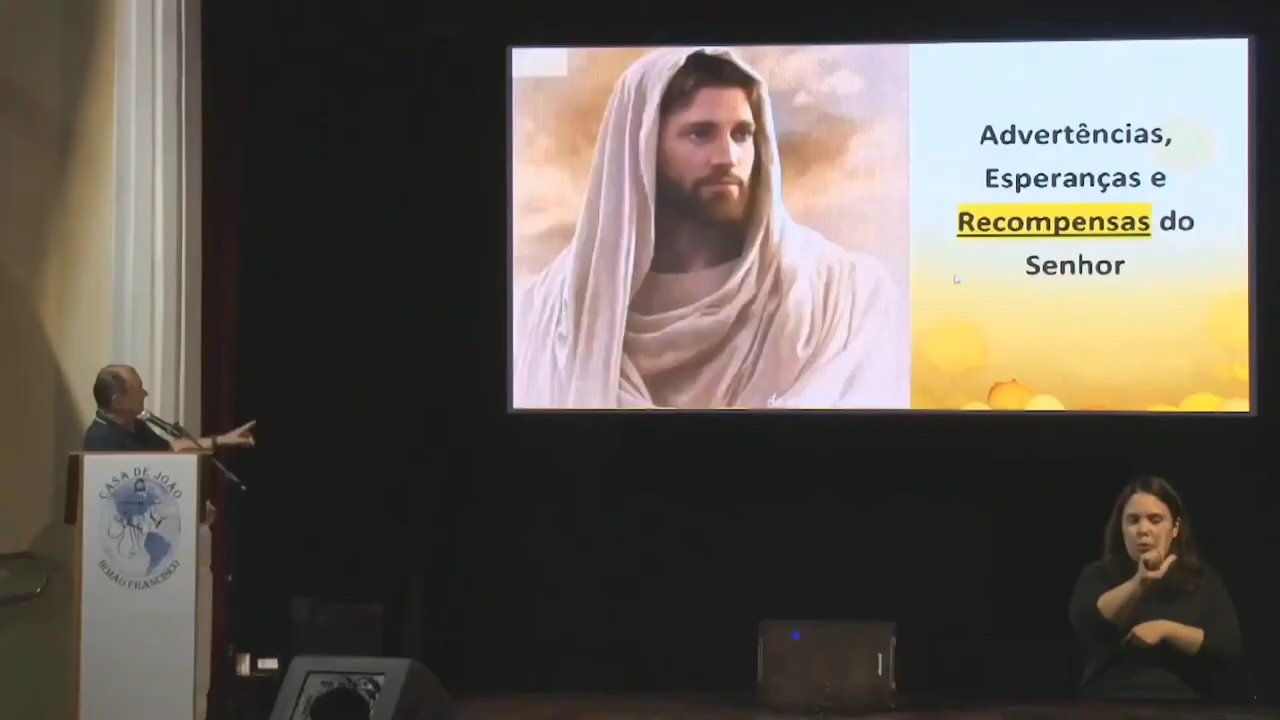 Advertências,
Esperanças e
Recompensas do
Senhor
CASA DE JOÃO
IRMÃO FRANCISCO